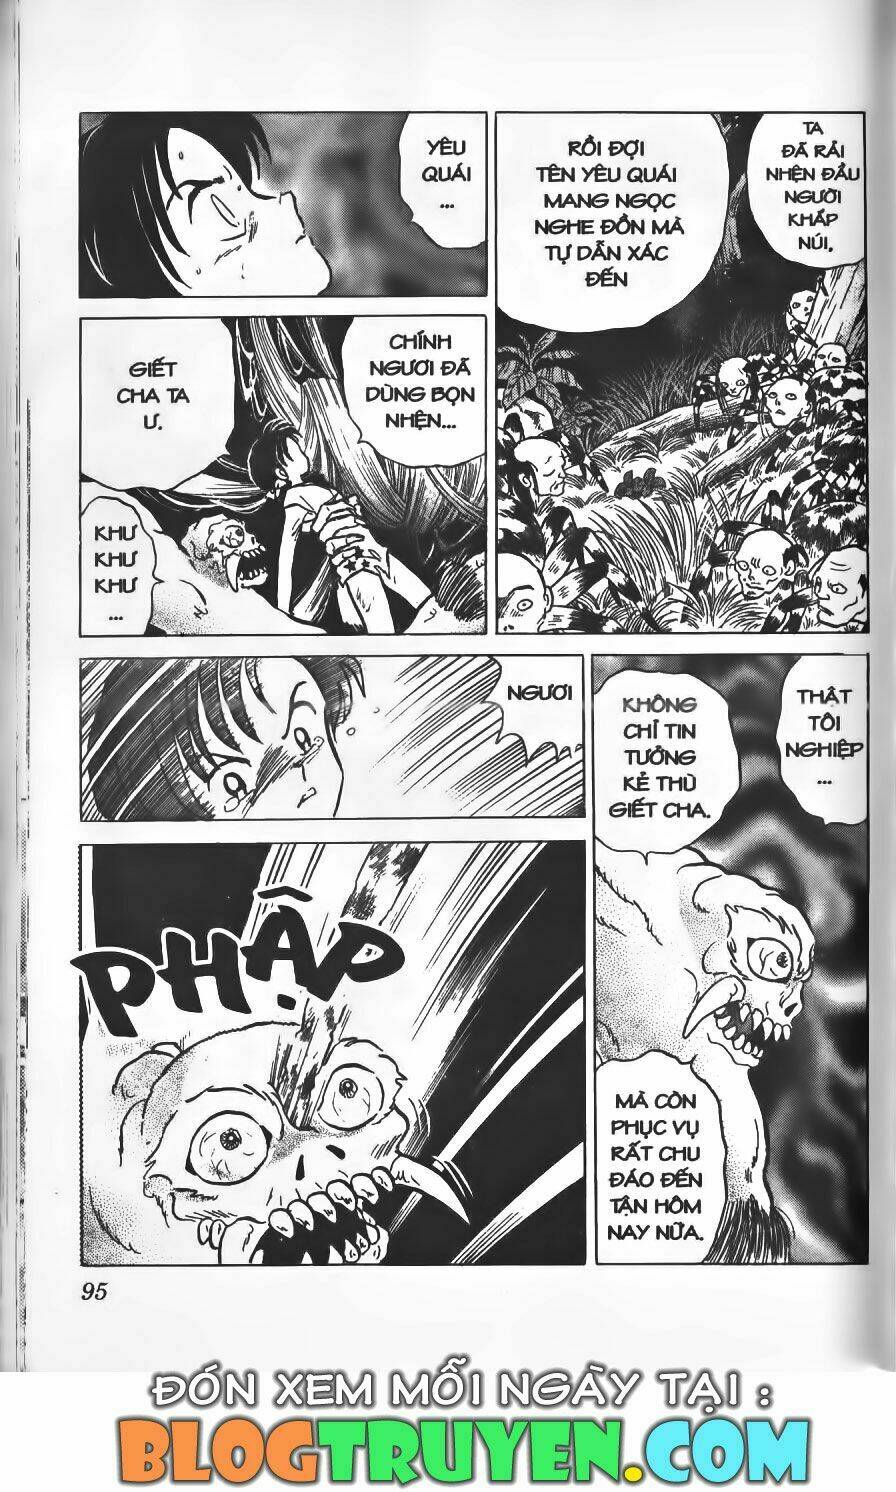 TA
ĐÃ RẢI
NHỆN ĐẦU
NGƯỜI
KHẮP
NÚI.
RỒI ĐỢI
TÊN YÊU QUÁI
MANG NGỌC
NGHE ĐỒN MÀ
TỰ DẪN XÁC
ĐẾN
YÊU
QUÁI
...
CHÍNH
NGƯƠI ĐÃ
DÙNG BỌN
NHỆN...
GIẾT
CHA TA
Ư.
KHƯ
KHƯ
KHƯ
...
THẬT
TÔI
NGHIỆP
...
KHÔNG
CHỈ TIN
TƯỞNG
KẺ THÙ
GIẾT CHA.
MÀ CÒN
PHỤC VỤ
RẤT CHU
ĐÁO ĐẾN
TẬN HÔM
NAY NỮA.
NGƯƠI
PHẬP
95
ĐÓN XEM MỖI NGÀY TẠI :
BLOGTRUYEN.COM